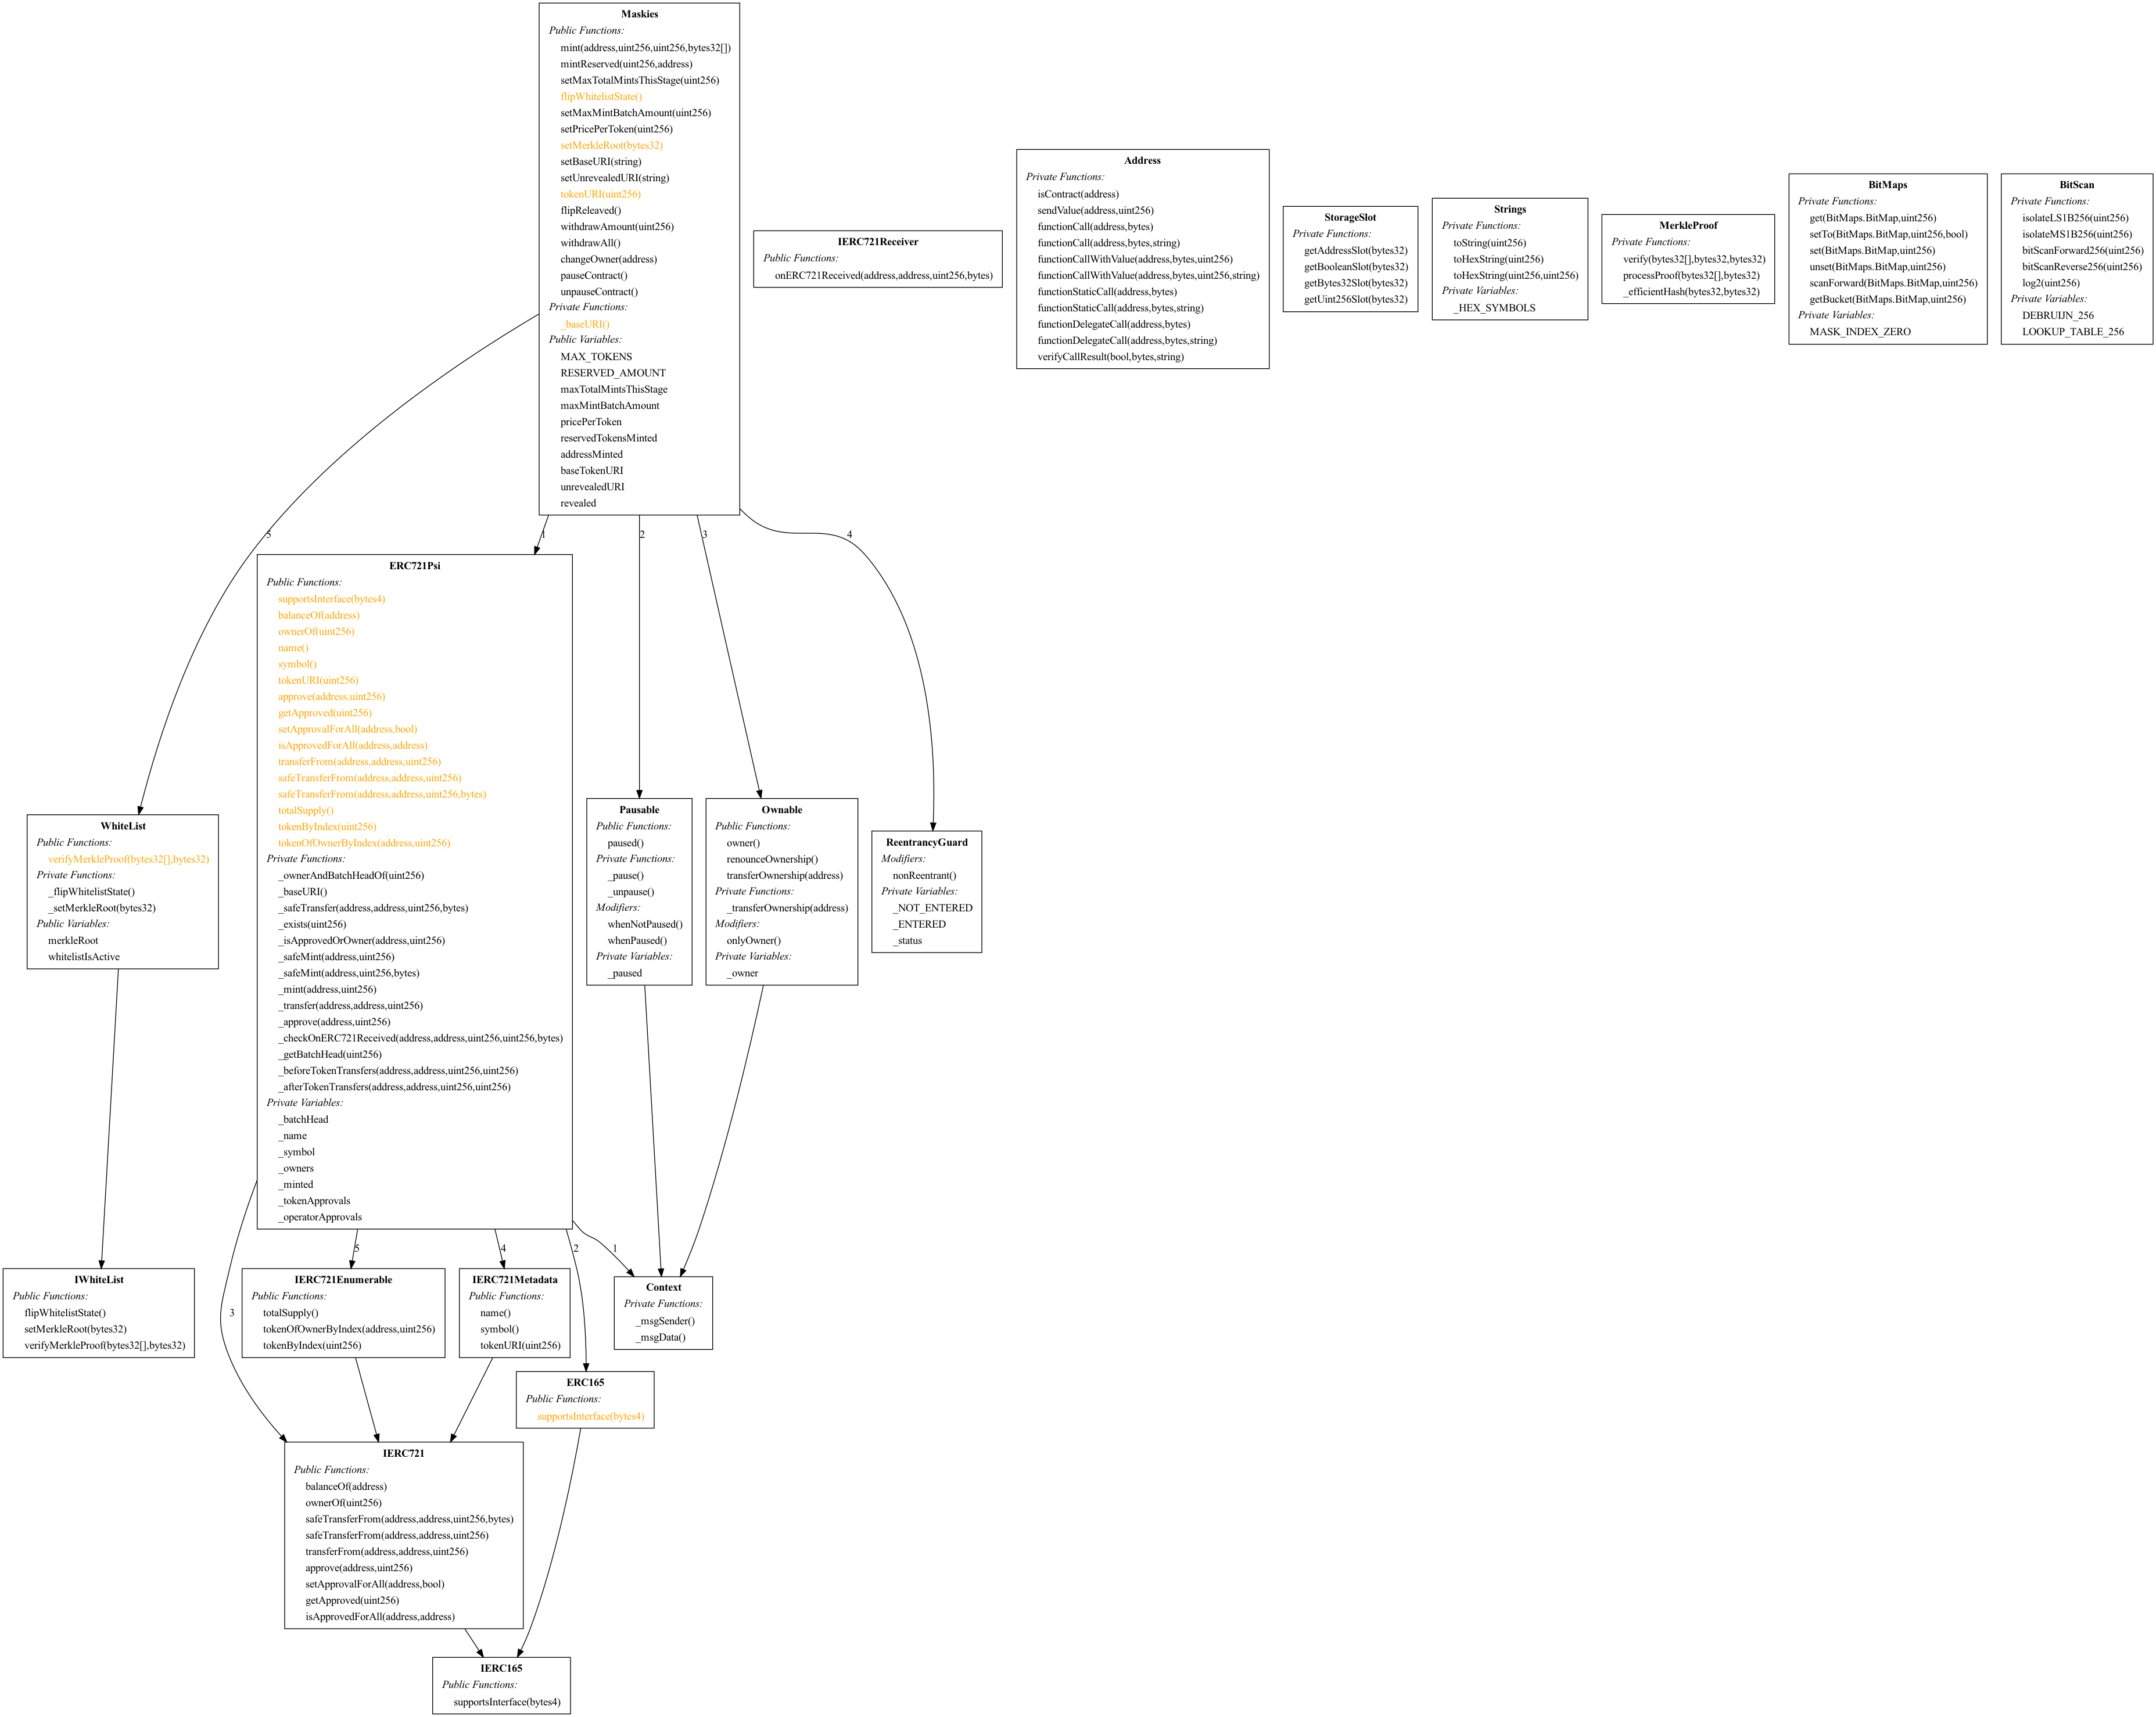 Maskies
Public Functions:
mint(address,uint256,uint256,bytes32[])
mintReserved(uint256,address)
setMaxTotalMintsThisStage(uint256)
flipWhitelistState()
setMaxMintBatchAmount(uint256)
setPricePerToken(uint256)
setMerkleRoot(bytes32)
setBaseURI(string)
setUnrevealedURI(string)
tokenURI(uint256)
flipReleaved()
withdrawAmount(uint256)
withdrawAll()
changeOwner(address)
pauseContract()
unpauseContract()
Private Functions:
_baseURI()
Public Variables:
MAX_TOKENS
RESERVED_AMOUNT
maxTotalMintsThisStage
maxMintBatchAmount
pricePerToken
reservedTokensMinted
addressMinted
baseTokenURI
unrevealedURI
revealed
IERC721Receiver
Public Functions:
onERC721Received(address,address,uint256,bytes)
Address
Private Functions:
isContract(address)
sendValue(address,uint256)
functionCall(address,bytes)
functionCall(address,bytes,string)
functionCallWithValue(address,bytes,uint256)
functionCallWithValue(address,bytes,uint256,string)
functionStaticCall(address,bytes)
functionStaticCall(address,bytes,string)
functionDelegateCall(address,bytes)
functionDelegateCall(address,bytes,string)
verifyCallResult(bool,bytes,string)
StorageSlot
Private Functions:
getAddressSlot(bytes32)
getBooleanSlot(bytes32)
getBytes32Slot(bytes32)
getUint256Slot(bytes32)
Strings
Private Functions:
toString(uint256)
toHexString(uint256)
toHexString(uint256,uint256)
Private Variables:
_HEX_SYMBOLS
MerkleProof
Private Functions:
verify(bytes32[],bytes32,bytes32)
processProof(bytes32[],bytes32)
_efficientHash(bytes32,bytes32)
BitMaps
Private Functions:
get(BitMaps.BitMap,uint256)
setTo(BitMaps.BitMap,uint256,bool)
set(BitMaps.BitMap,uint256)
unset(BitMaps.BitMap,uint256)
scanForward(BitMaps.BitMap,uint256)
getBucket(BitMaps.BitMap,uint256)
Private Variables:
MASK_INDEX_ZERO
BitScan
Private Functions:
isolateLS1B256(uint256)
isolateMS1B256(uint256)
bitScanForward256(uint256)
bitScanReverse256(uint256)
log2(uint256)
Private Variables:
DEBRUIJN_256
LOOKUP_TABLE_256
5
1
2
3
4
ERC721Psi
Public Functions:
supportsInterface(bytes4)
balanceOf(address)
ownerOf(uint256)
name()
symbol()
tokenURI(uint256)
approve(address,uint256)
getApproved(uint256)
setApprovalForAll(address,bool)
isApprovedForAll(address,address)
transferFrom(address,address,uint256)
safeTransferFrom(address,address,uint256)
safeTransferFrom(address,address,uint256,bytes)
totalSupply()
tokenByIndex(uint256)
tokenOfOwnerByIndex(address,uint256)
Private Functions:
_ownerAndBatchHeadOf(uint256)
_baseURI()
_safeTransfer(address,address,uint256,bytes)
_exists(uint256)
_isApprovedOrOwner(address,uint256)
_safeMint(address,uint256)
_safeMint(address,uint256,bytes)
_mint(address,uint256)
_transfer(address,address,uint256)
_approve(address,uint256)
_checkOnERC721Received(address,address,uint256,uint256,bytes)
_getBatchHead(uint256)
_beforeTokenTransfers(address,address,uint256,uint256)
_afterTokenTransfers(address,address,uint256,uint256)
Private Variables:
_batchHead
_name
_symbol
_owners
_minted
_tokenApprovals
_operatorApprovals
WhiteList
Public Functions:
verifyMerkleProof(bytes32[],bytes32)
Private Functions:
_flipWhitelistState()
_setMerkleRoot(bytes32)
Public Variables:
merkleRoot
whitelistIsActive
Pausable
Public Functions:
paused()
Private Functions:
_pause()
_unpause()
Modifiers:
whenNotPaused()
whenPaused()
Private Variables:
_paused
Ownable
Public Functions:
owner()
renounceOwnership()
transferOwnership(address)
Private Functions:
_transferOwnership(address)
Modifiers:
onlyOwner()
Private Variables:
_owner
ReentrancyGuard
Modifiers:
nonReentrant()
Private Variables:
_NOT_ENTERED
_ENTERED
_status
5
4
2
1
3
IWhiteList
Public Functions:
flipWhitelistState()
setMerkleRoot(bytes32)
verifyMerkleProof(bytes32[],bytes32)
IERC721Enumerable
Public Functions:
totalSupply()
tokenOfOwnerByIndex(address,uint256)
tokenByIndex(uint256)
IERC721Metadata
Public Functions:
name()
symbol()
tokenURI(uint256)
Context
Private Functions:
_msgSender()
_msgData()
ERC165
Public Functions:
supportsInterface(bytes4)
IERC721
Public Functions:
balanceOf(address)
ownerOf(uint256)
safeTransferFrom(address,address,uint256,bytes)
safeTransferFrom(address,address,uint256)
transferFrom(address,address,uint256)
approve(address,uint256)
setApprovalForAll(address,bool)
getApproved(uint256)
isApprovedForAll(address,address)
IERC165
Public Functions:
supportsInterface(bytes4)